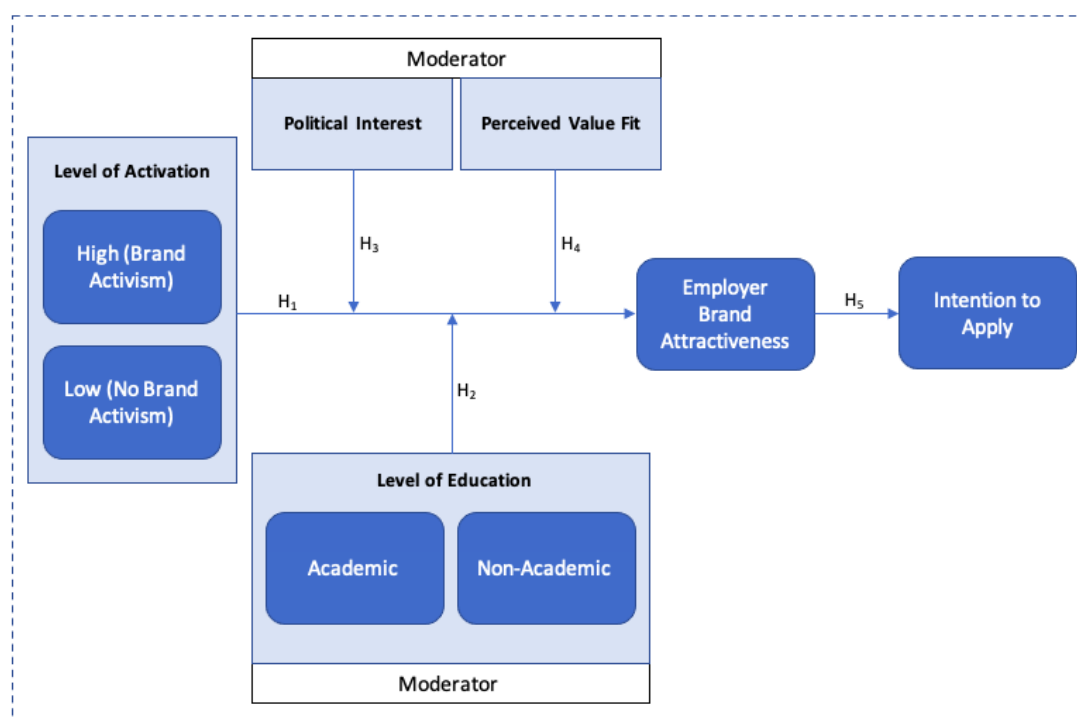 Moderator
Political Interest
Perceived Value Fit
Level of Activation
High (Brand
Activism)
Low (No Brand
Activism)
H₃
H₄
H₁
H₂
Employer
Brand
Attractiveness
H₅
Intention to
Apply
Level of Education
Academic
Non-Academic
Moderator